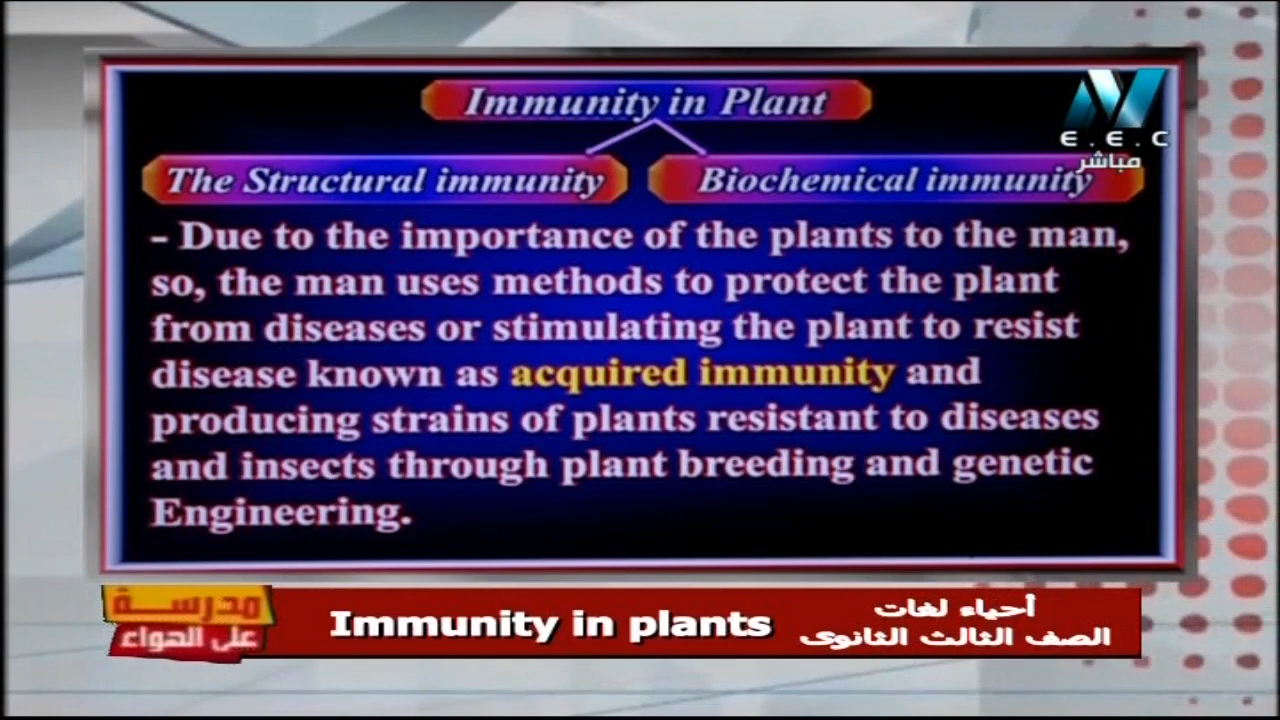 Immunity in Plant
E.E.C
مباشر
The Structural immunity
Biochemical immunity
- Due to the importance of the plants to the man,
so, the man uses methods to protect the plant
from diseases or stimulating the plant to resist
disease known as acquired immunity and
producing strains of plants resistant to diseases
and insects through plant breeding and genetic
Engineering.
مدرسة
على الهواء
Immunity in plants
أحياء لغات
الصف الثالث الثانوى